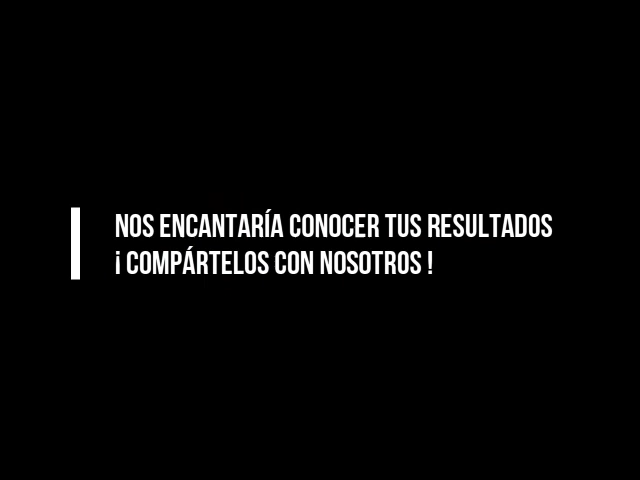 NOS ENCANTARÍA CONOCER TUS RESULTADOS
¡ COMPÁRTELOS CON NOSOTROS !